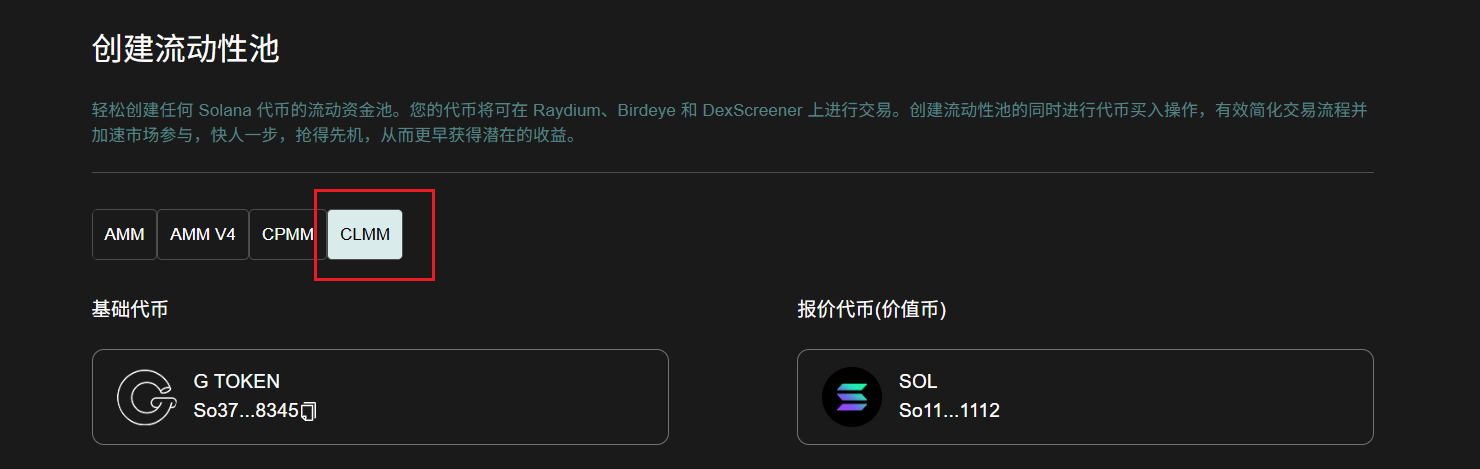 创建流动性池
轻松创建任何 Solana 代币的流动资金池。您的代币将可在 Raydium、Birdeye 和 DexScreener 上进行交易。创建流动性池的同时进行代币买入操作，有效简化交易流程并
加速市场参与，快人一步，抢得先机，从而更早获得潜在的收益。
AMM AMM V4 CPMM CLMM
基础代币 报价代币(价值币)
G TOKEN SOL
So37...8345 So11...1112